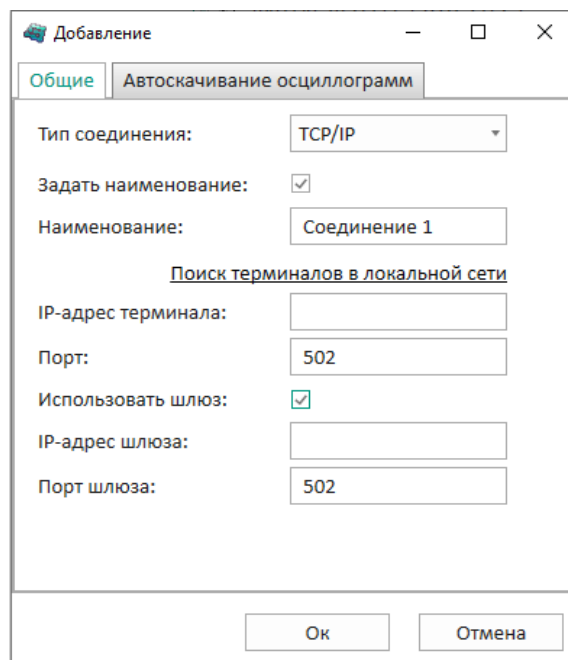 Добавление
Общие Автоскачивание осциллограмм
Тип соединения: TCP/IP
Задать наименование:
Наименование: Соединение 1
Поиск терминалов в локальной сети
IP-адрес терминала:
Порт: 502
Использовать шлюз:
IP-адрес шлюза:
Порт шлюза: 502
Ок Отмена